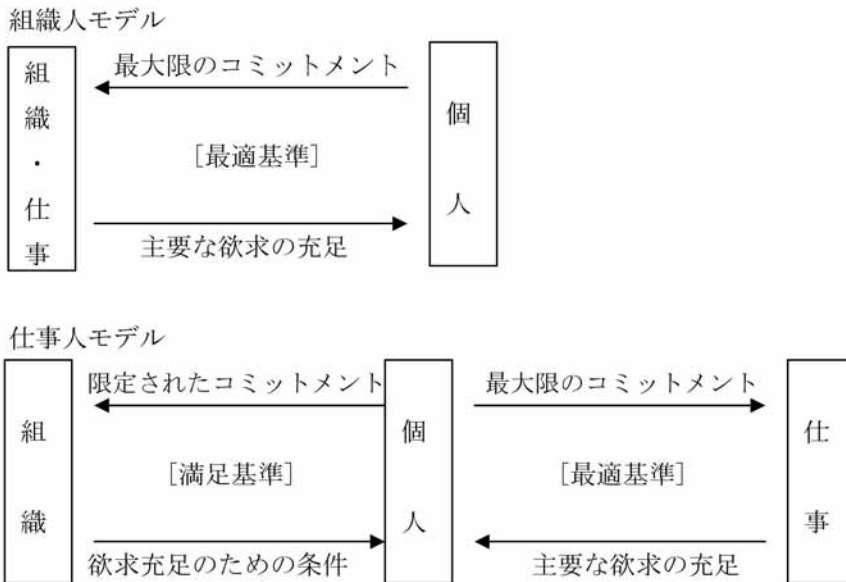 組織人モデル
組織・仕事
最大限のコミットメント
[最適基準]
主要な欲求の充足
個人
仕事人モデル
組織
限定されたコミットメント
[満足基準]
欲求充足のための条件
個人
最大限のコミットメント
[最適基準]
主要な欲求の充足
仕事